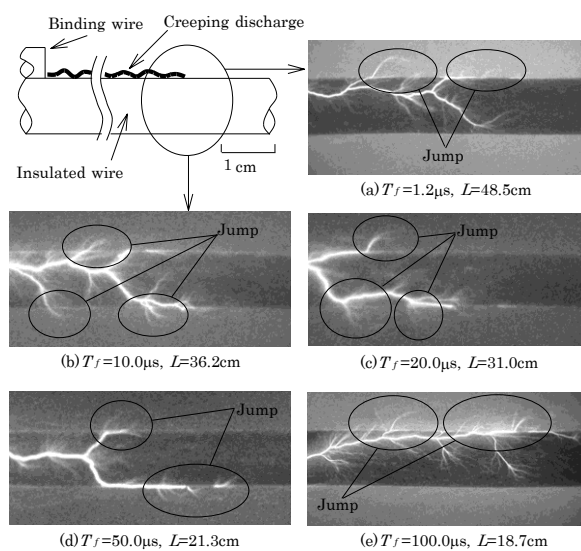 Binding wire
Creeping discharge
Insulated wire
1 cm
Jump
(a) Tf=1.2μs, L=48.5cm
Jump
(b) Tf=10.0μs, L=36.2cm
Jump
(c) Tf=20.0μs, L=31.0cm
Jump
(d) Tf=50.0μs, L=21.3cm
Jump
(e) Tf=100.0μs, L=18.7cm